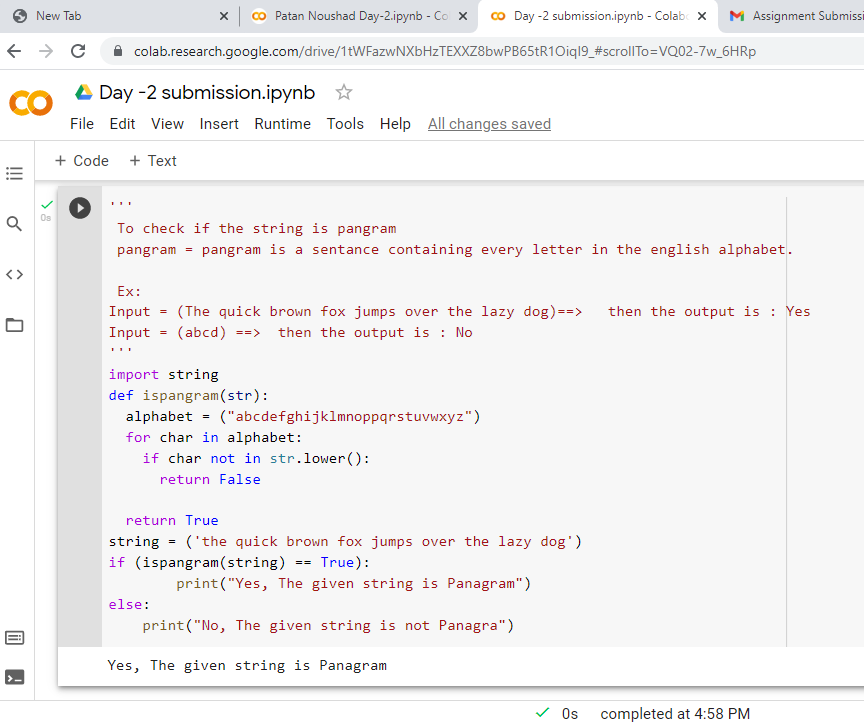 New Tab
Patan Noushad Day-2.ipynb - Co
Day -2 submission.ipynb - Colab
Assignment Submissi
colab.research.google.com/drive/1tWFazwNXbHzTEXXZ8bwPB65tR1OiqI9_#scrollTo=VQ02-7w_6HRp
Day -2 submission.ipynb
File Edit View Insert Runtime Tools Help All changes saved
+ Code + Text
0s
'''
To check if the string is pangram
pangram = pangram is a sentance containing every letter in the english alphabet.
Ex:
Input = (The quick brown fox jumps over the lazy dog)==> then the output is : Yes
Input = (abcd) ==> then the output is : No
'''
import string
def ispangram(str):
  alphabet = ("abcdefghijklmnoppqrstuvwxyz")
  for char in alphabet:
    if char not in str.lower():
      return False
  return True
string = ('the quick brown fox jumps over the lazy dog')
if (ispangram(string) == True):
        print("Yes, The given string is Panagram")
else:
    print("No, The given string is not Panagra")
Yes, The given string is Panagram
0s completed at 4:58 PM